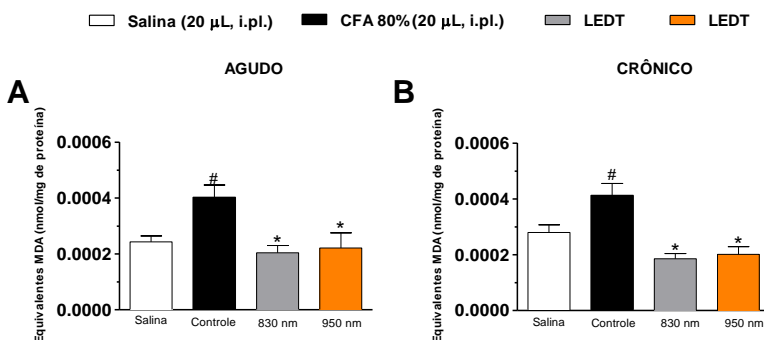 Salina (20 µL, i.pl.) CFA 80% (20 µL, i.pl.) LEDT LEDT
AGUDO
CRÔNICO
A
B
Equivalentes MDA (nmol/mg de proteína)
0.0006
0.0004
0.0002
0.0000
#
*
*
Salina Controle 830 nm 950 nm
Equivalentes MDA (nmol/mg de proteína)
0.0006
0.0004
0.0002
0.0000
#
*
*
Salina Controle 830 nm 950 nm